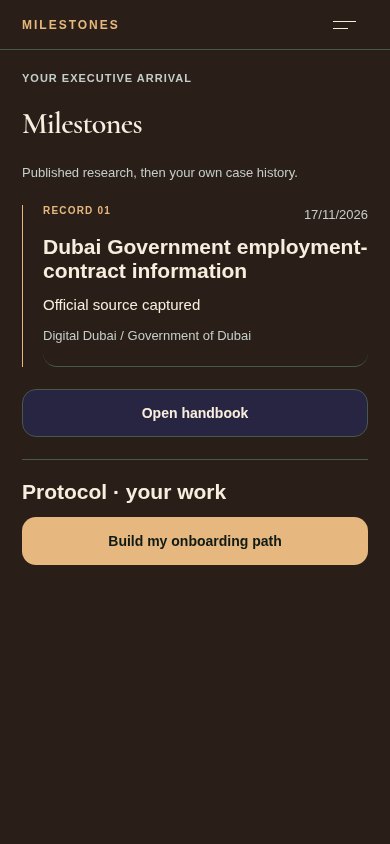 MILESTONES
YOUR EXECUTIVE ARRIVAL
Milestones
Published research, then your own case history.
RECORD 01
17/11/2026
Dubai Government employment-
contract information
Official source captured
Digital Dubai / Government of Dubai
Open handbook
Protocol · your work
Build my onboarding path